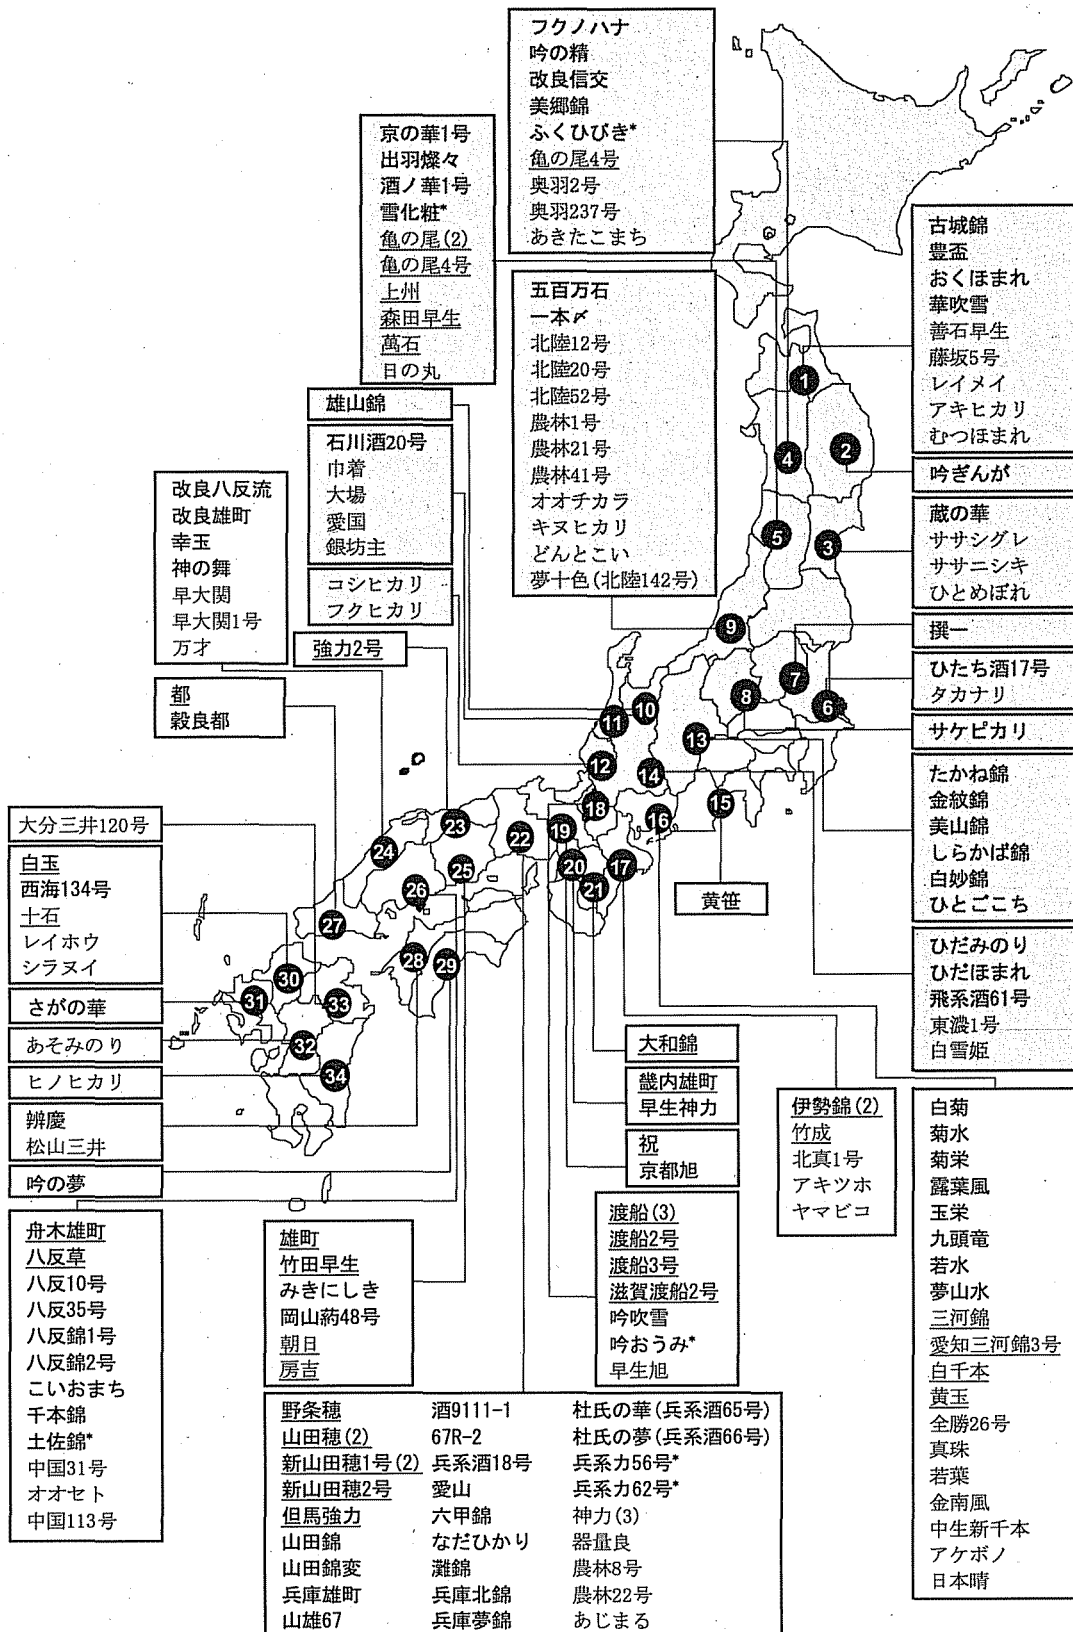 フクノハナ
吟の精
改良信交
美郷錦
ふくひびき*
亀の尾4号
奥羽2号
奥羽237号
あきたこまち
京の華1号
出羽燦々
酒ノ華1号
雪化粧*
亀の尾(2)
亀の尾4号
上州
森田早生
萬石
日の丸
古城錦
豊盃
おくほまれ
華吹雪
善石早生
藤坂5号
レイメイ
アキヒカリ
むつほまれ
五百万石
一本〆
北陸12号
北陸20号
北陸52号
農林1号
農林21号
農林41号
オオチカラ
キヌヒカリ
どんとこい
夢十色(北陸142号)
雄山錦
石川酒20号
巾着
大場
愛国
銀坊主
コシヒカリ
フクヒカリ
改良八反流
改良雄町
幸玉
神の舞
早大関
早大関1号
万才
強力2号
都
穀良都
吟ぎんが
蔵の華
ササシグレ
ササニシキ
ひとめぼれ
撰一
ひたち酒17号
タカナリ
サケピカリ
たかね錦
金紋錦
美山錦
しらかば錦
白妙錦
ひとごこち
ひだみのり
ひだほまれ
飛系酒61号
東濃1号
白雪姫
黄笹
大分三井120号
白玉
西海134号
十石
レイホウ
シラヌイ
さがの華
あそみのり
ヒノヒカリ
辨慶
松山三井
吟の夢
大和錦
畿内雄町
早生神力
祝
京都旭
伊勢錦(2)
竹成
北真1号
アキツホ
ヤマビコ
白菊
菊水
菊栄
露葉風
玉栄
九頭竜
若水
夢山水
三河錦
愛知三河錦3号
白千本
黄玉
全勝26号
真珠
若葉
金南風
中生新千本
アケボノ
日本晴
舟木雄町
八反草
八反10号
八反35号
八反錦1号
八反錦2号
こいおまち
千本錦
土佐錦*
中国31号
オオセト
中国113号
雄町
竹田早生
みきにしき
岡山葯48号
朝日
房吉
渡船(3)
渡船2号
渡船3号
滋賀渡船2号
吟吹雪
吟おうみ*
早生旭
野条穂 酒9111-1 杜氏の華(兵系酒65号)
山田穂(2) 67R-2 杜氏の夢(兵系酒66号)
新山田穂1号(2) 兵系酒18号 兵系カ56号*
新山田穂2号 愛山 兵系カ62号*
但馬強力 六甲錦 神力(3)
山田錦 なだひかり 器量良
山田錦変 灘錦 農林8号
兵庫雄町 兵庫北錦 農林22号
山雄67 兵庫夢錦 あじまる
1
2
3
4
5
6
7
8
9
10
11
12
13
14
15
16
17
18
19
20
21
22
23
24
25
26
27
28
29
30
31
32
33
34